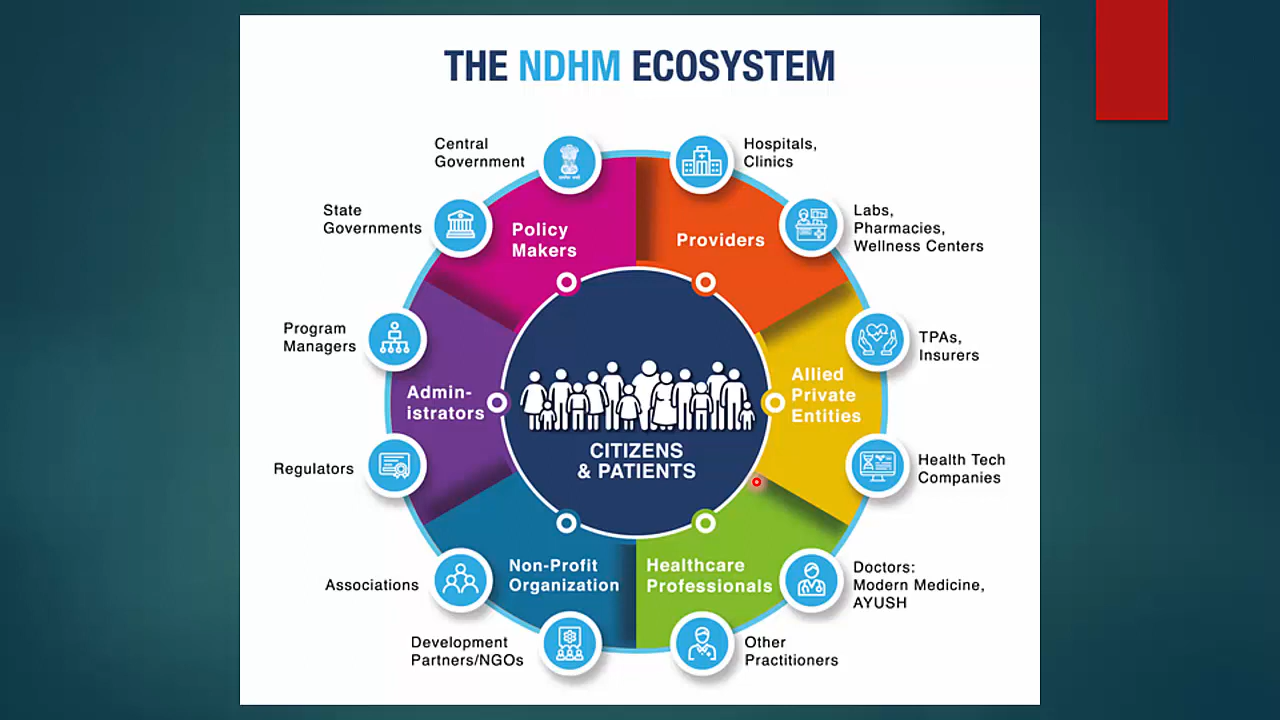 THE NDHM ECOSYSTEM
Central
Government
Hospitals,
Clinics
State
Governments
Labs,
Pharmacies,
Wellness Centers
Policy
Makers
Providers
Program
Managers
TPAs,
Insurers
Admin-
istrators
Allied
Private
Entities
CITIZENS
& PATIENTS
Regulators
Health Tech
Companies
Non-Profit
Organization
Healthcare
Professionals
Associations
Doctors:
Modern Medicine,
AYUSH
Development
Partners/NGOs
Other
Practitioners